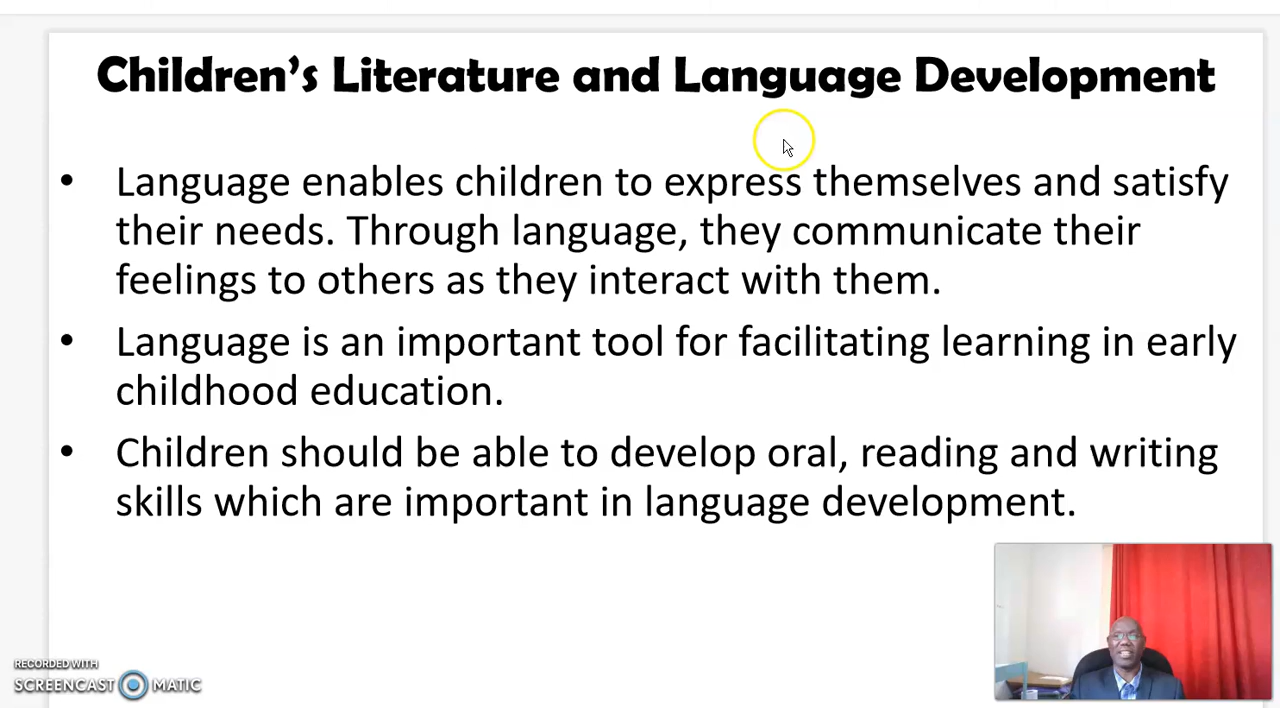 Children’s Literature and Language Development
• Language enables children to express themselves and satisfy
their needs. Through language, they communicate their
feelings to others as they interact with them.
• Language is an important tool for facilitating learning in early
childhood education.
• Children should be able to develop oral, reading and writing
skills which are important in language development.
RECORDED WITH
SCREENCAST MATIC